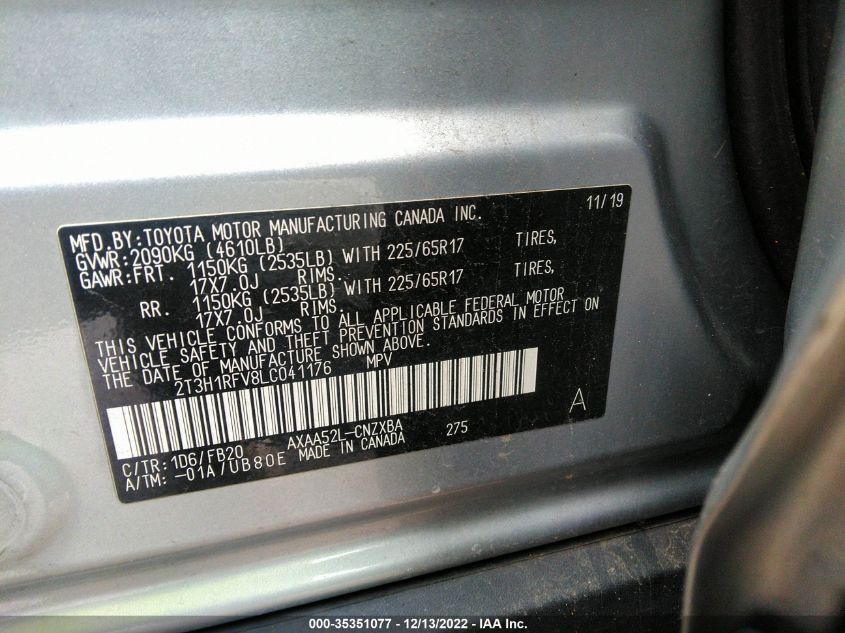 MFD.BY:TOYOTA MOTOR MANUFACTURING CANADA INC. 11/19
GVWR:2090KG (4610LB)
GAWR:FRT. 1150KG (2535LB) WITH 225/65R17 TIRES,
17X7.0J RIMS.
RR. 1150KG (2535LB) WITH 225/65R17 TIRES,
17X7.0J RIMS.
THIS VEHICLE CONFORMS TO ALL APPLICABLE FEDERAL MOTOR
VEHICLE SAFETY AND THEFT PREVENTION STANDARDS IN EFFECT ON
THE DATE OF MANUFACTURE SHOWN ABOVE.
2T3H1RFV8LC041176 MPV
A
C/TR: 1D6/FB20 AXAA52L-CNZXBA 275
A/TM: -01A/UB80E MADE IN CANADA
000-35351077 - 12/13/2022 - IAA Inc.